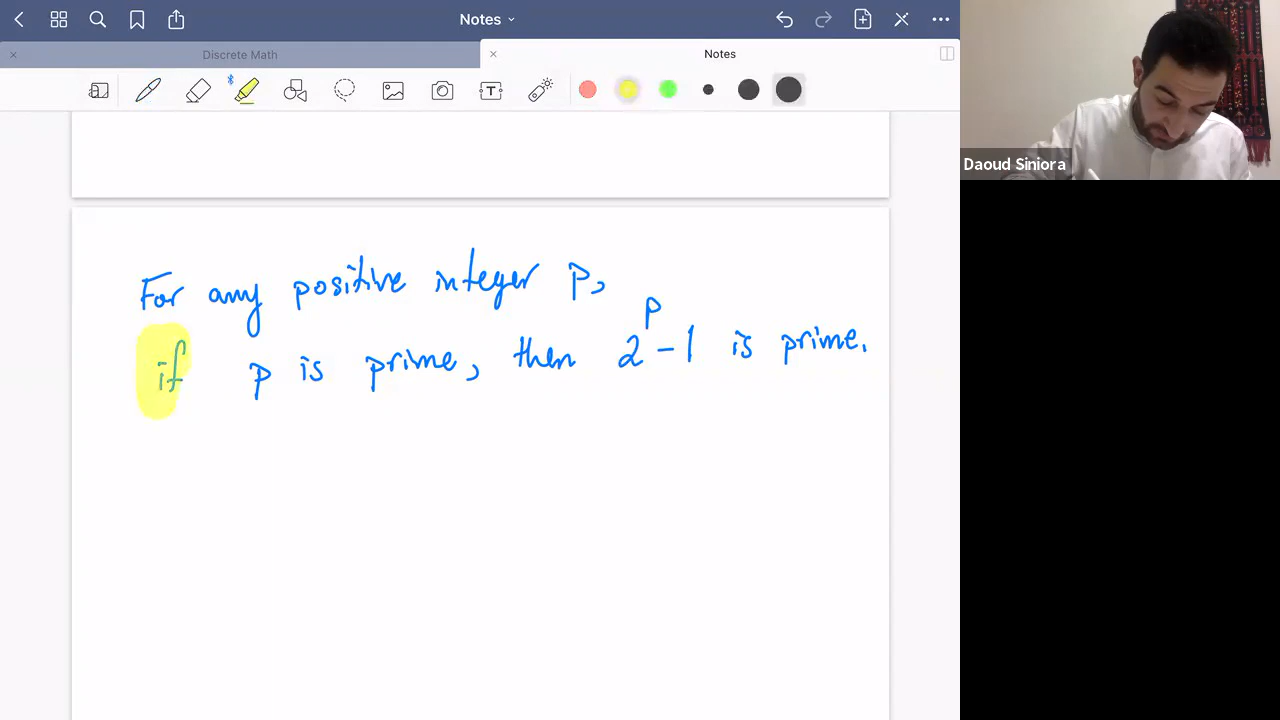 Notes
Discrete Math
Notes
T
Daoud Siniora
For any positive integer p,
if p is prime, then 2^p - 1 is prime.